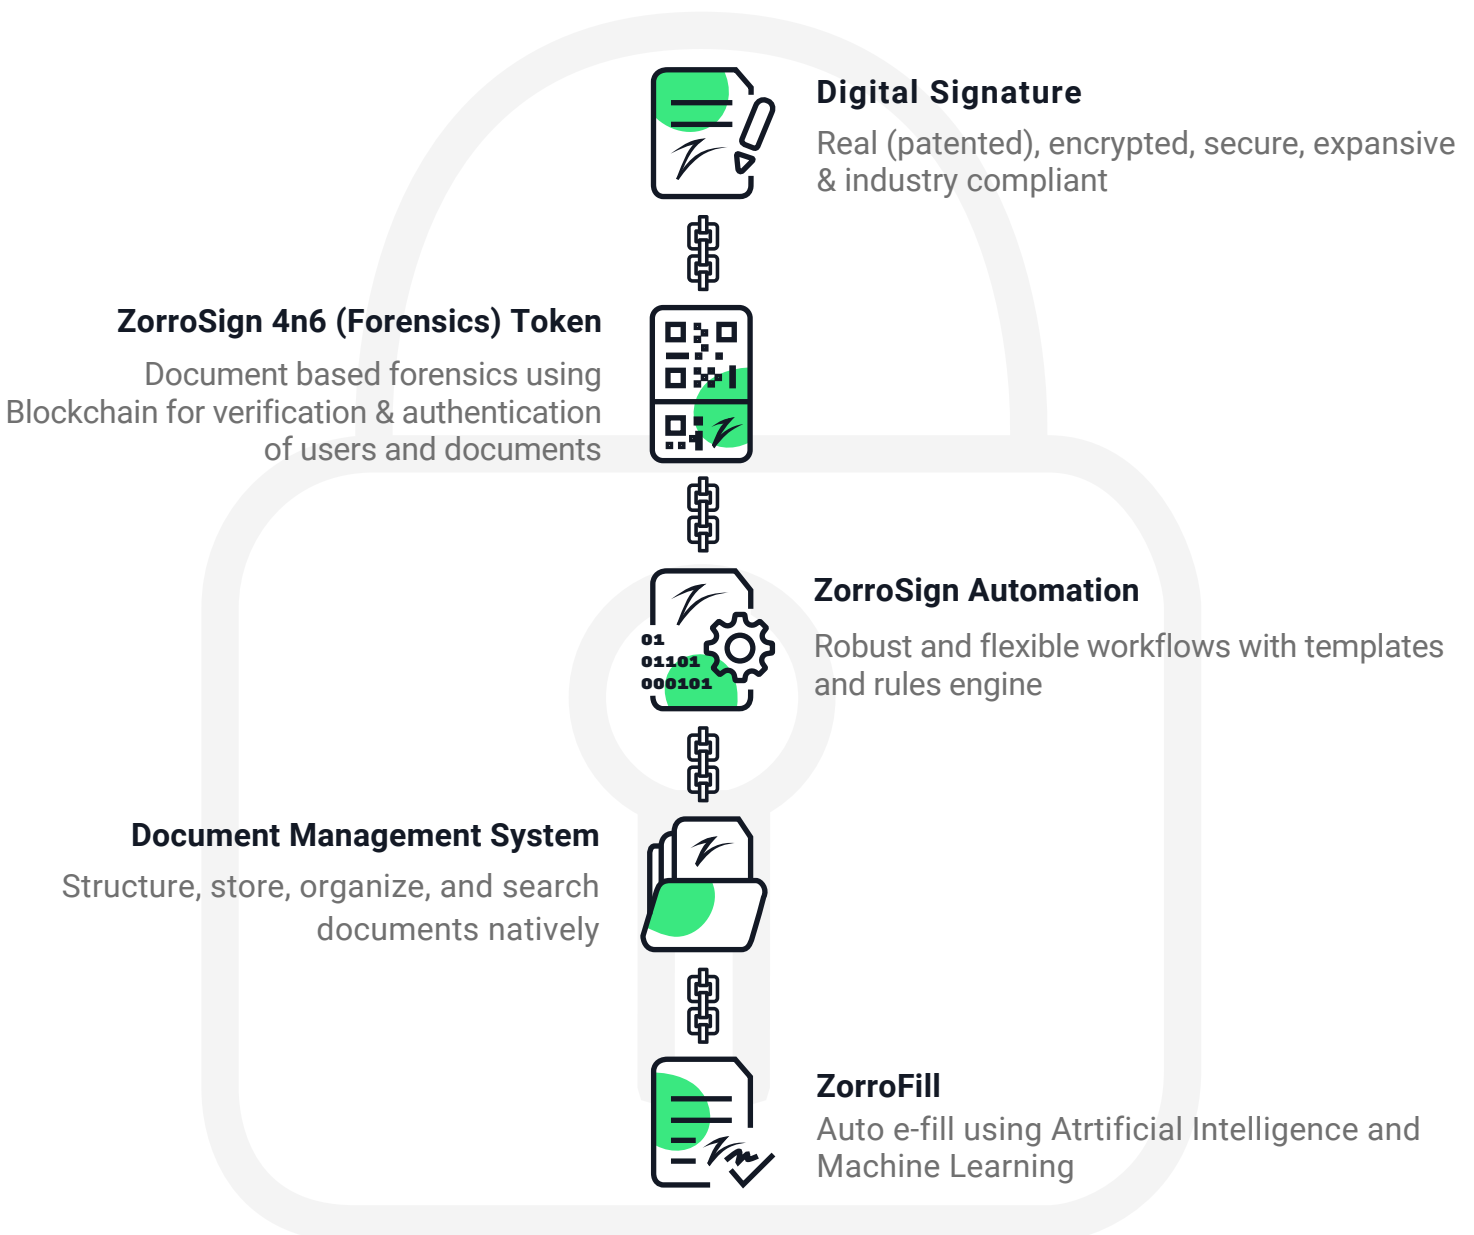 Digital Signature
Real (patented), encrypted, secure, expansive
& industry compliant
ZorroSign 4n6 (Forensics) Token
Document based forensics using
Blockchain for verification & authentication
of users and documents
ZorroSign Automation
Robust and flexible workflows with templates
and rules engine
01
01101
000101
Document Management System
Structure, store, organize, and search
documents natively
ZorroFill
Auto e-fill using Atrtificial Intelligence and
Machine Learning